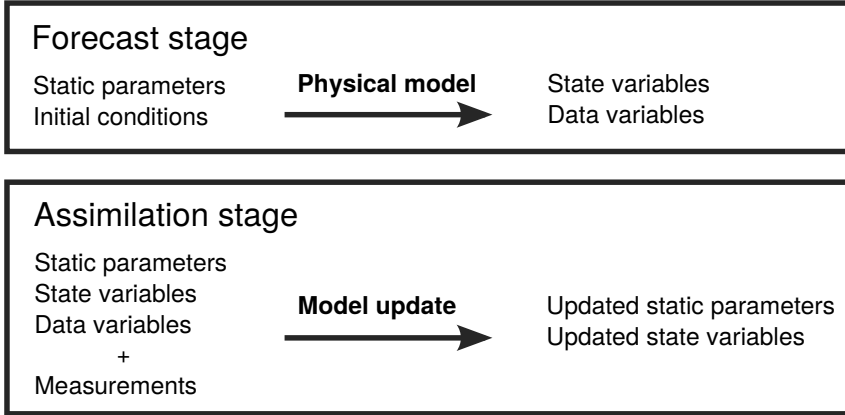 Forecast stage
Static parameters
Initial conditions
Physical model
State variables
Data variables
Assimilation stage
Static parameters
State variables
Data variables
+
Measurements
Model update
Updated static parameters
Updated state variables